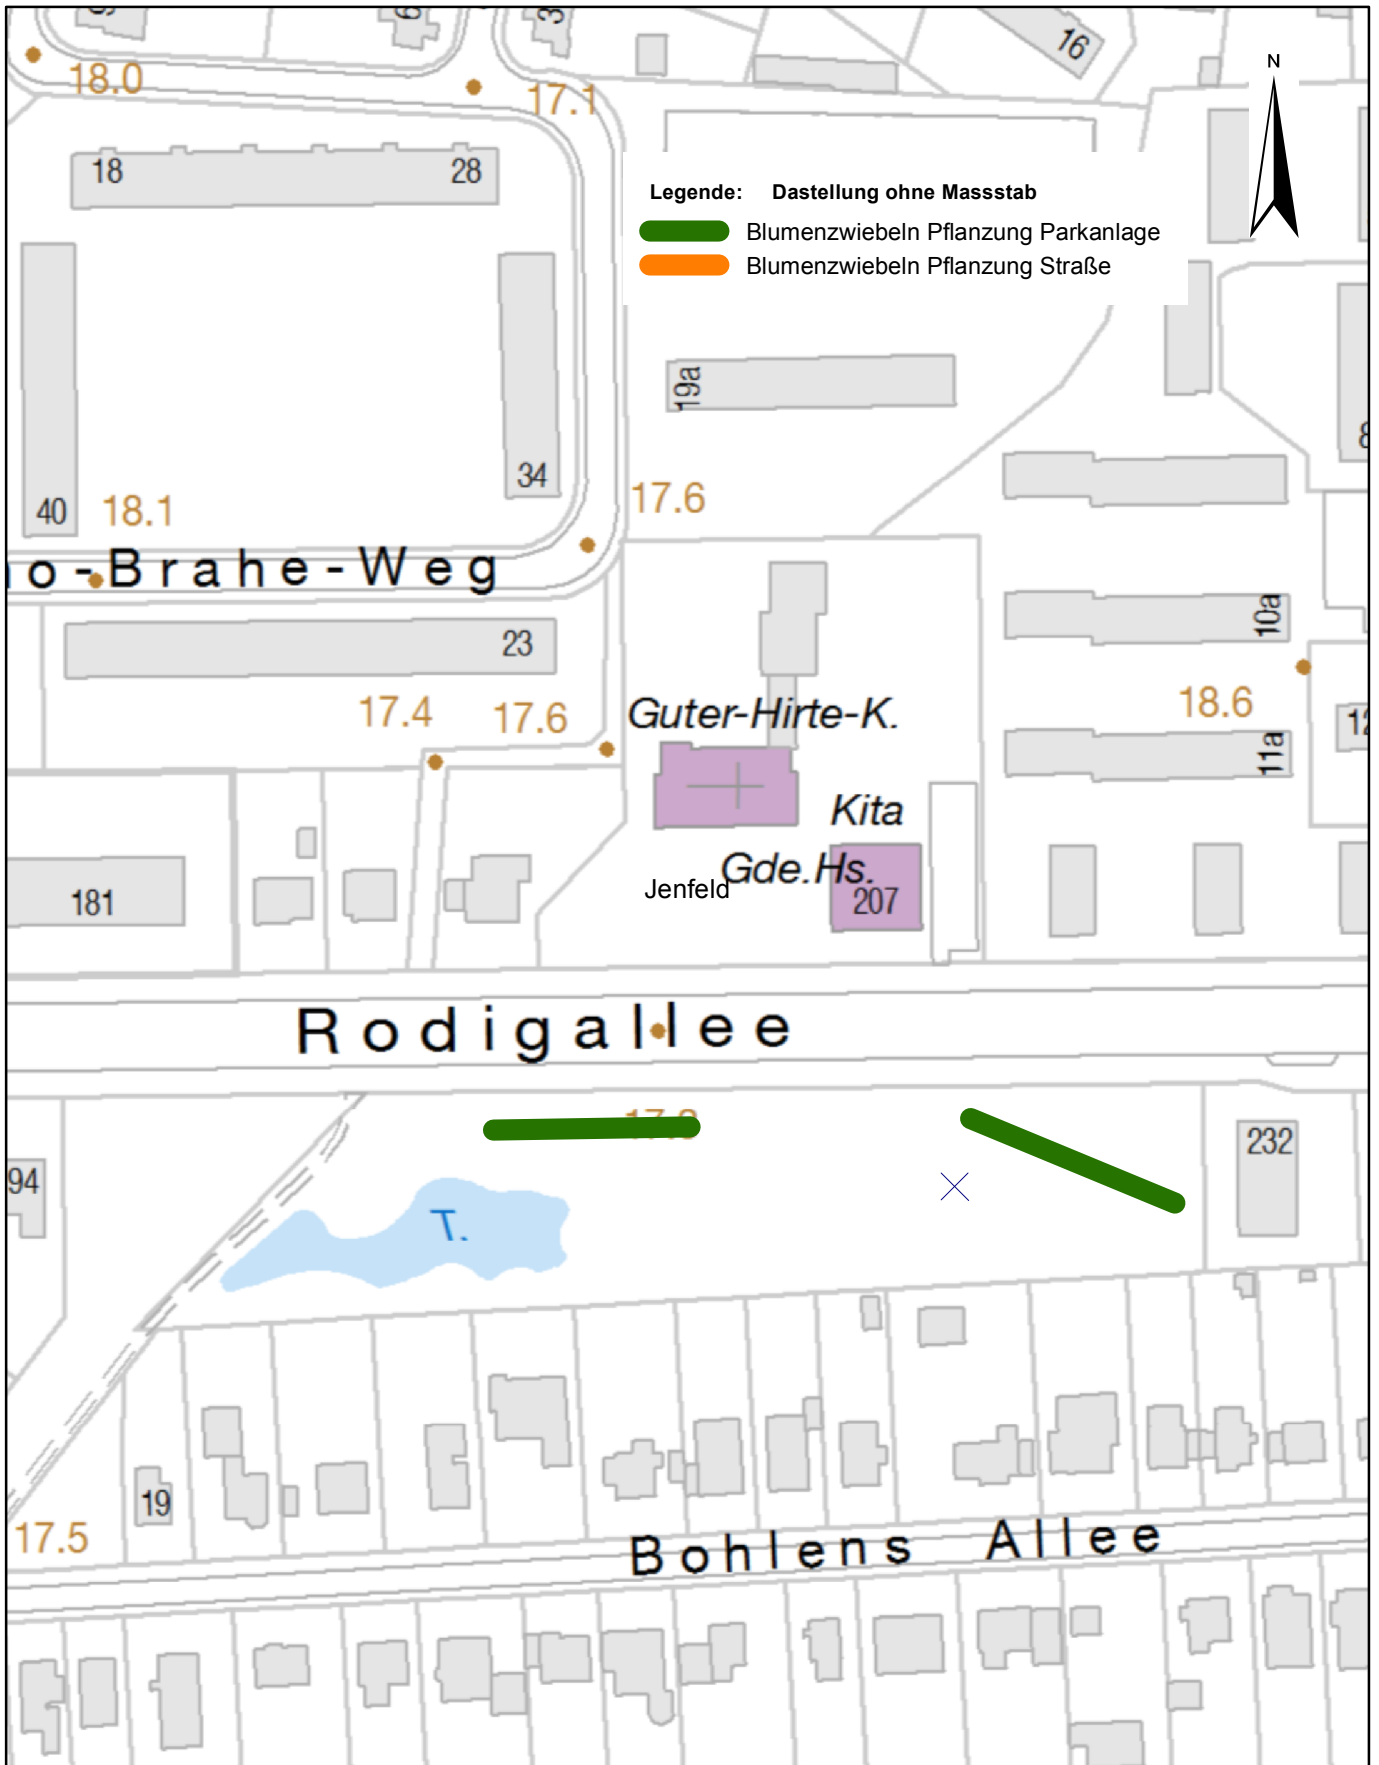 18.0
17.1
16
N
18
28
Legende: Dastellung ohne Massstab
Blumenzwiebeln Pflanzung Parkanlage
Blumenzwiebeln Pflanzung Straße
19a
34
40
18.1
17.6
o-Brahe-Weg
23
10a
17.4
17.6
Guter-Hirte-K.
18.6
11a
Kita
Gde.Hs.
Jenfeld
181
207
Rodigallee
232
94
T.
19
17.5
Bohlens Allee